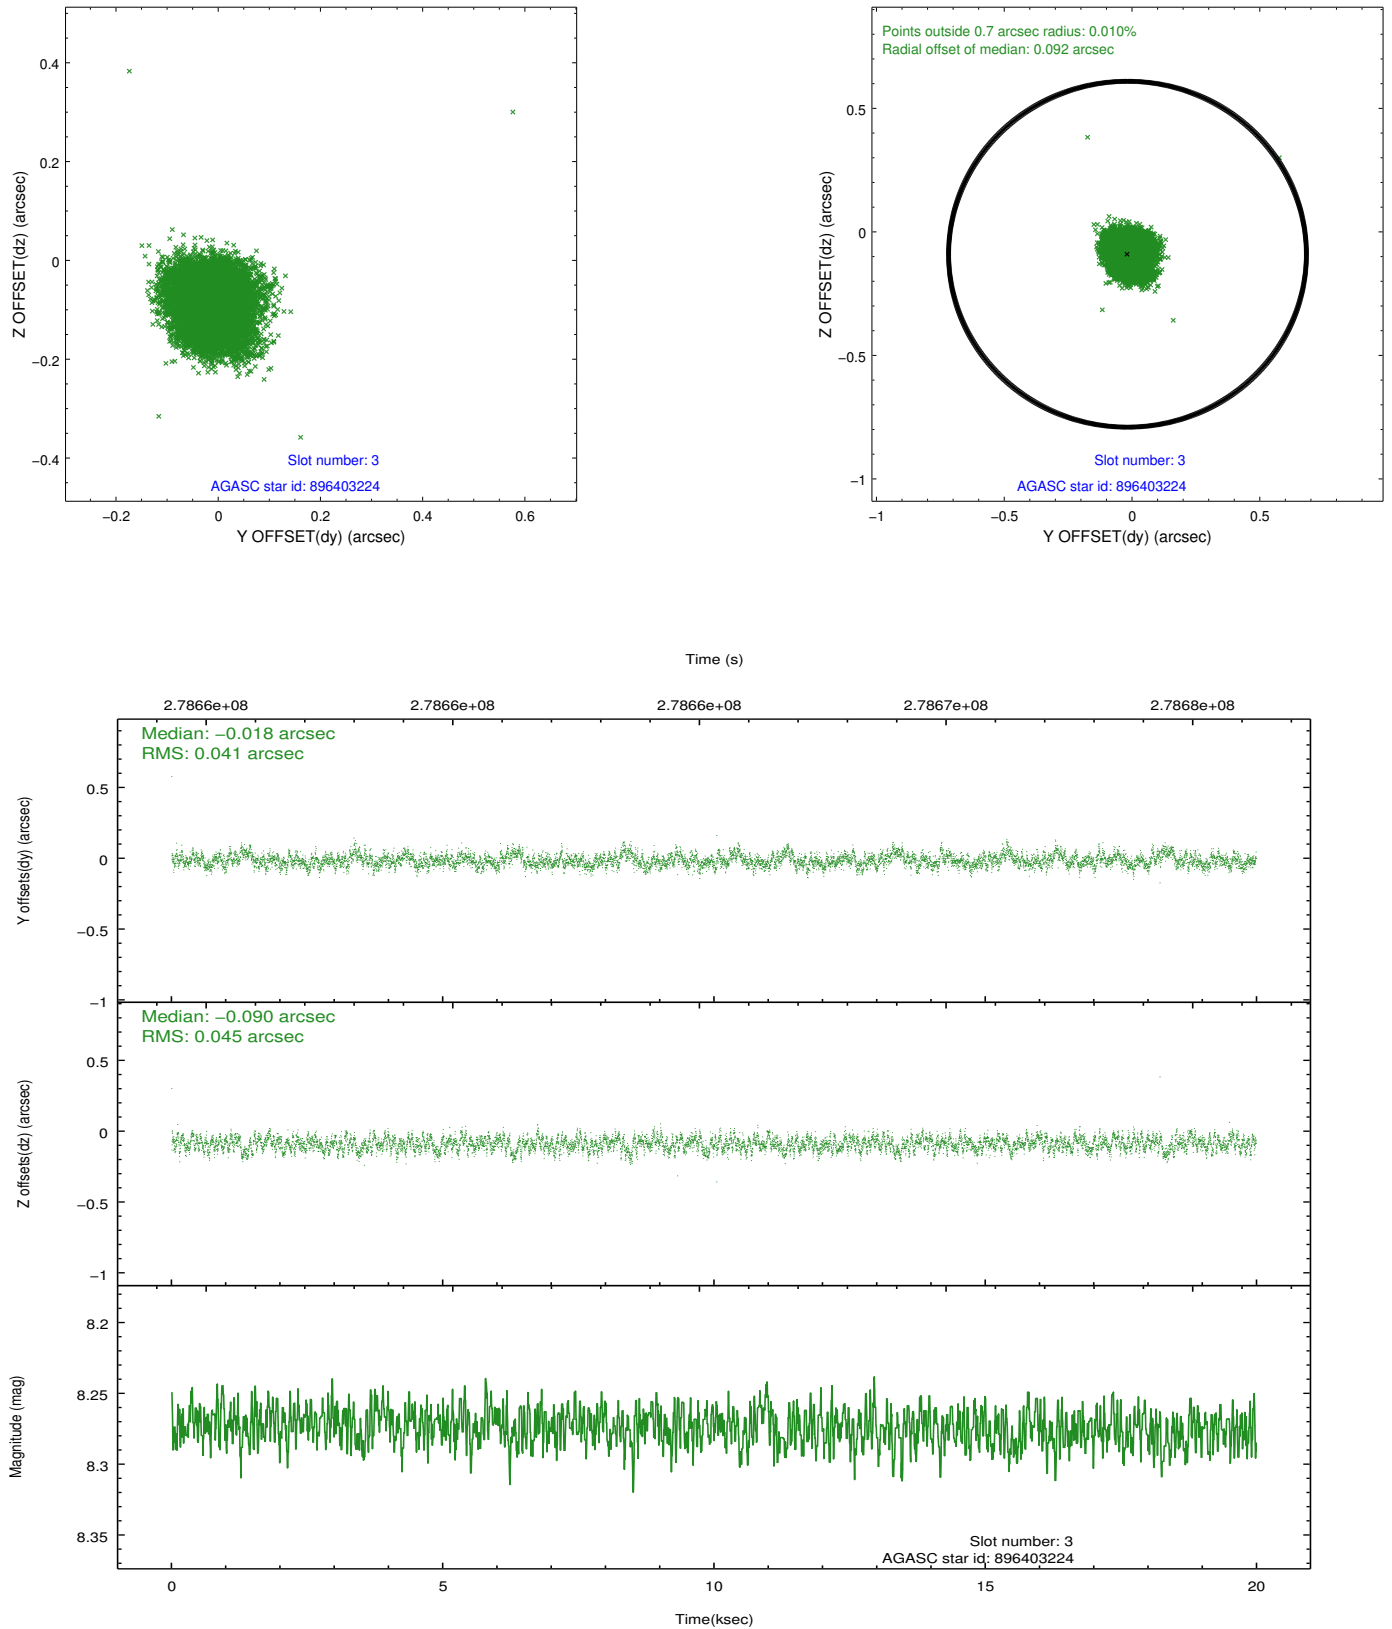 0.4
0.2
0
−0.2
−0.4
Z OFFSET(dz) (arcsec)
Slot number: 3
AGASC star id: 896403224
−0.2 0 0.2 0.4 0.6
Y OFFSET(dy) (arcsec)
Points outside 0.7 arcsec radius: 0.010%
Radial offset of median: 0.092 arcsec
0.5
0
−0.5
−1
Z OFFSET(dz) (arcsec)
Slot number: 3
AGASC star id: 896403224
−1 −0.5 0 0.5
Y OFFSET(dy) (arcsec)
Time (s)
2.7866e+08 2.7866e+08 2.7866e+08 2.7867e+08 2.7868e+08
Median: −0.018 arcsec
RMS: 0.041 arcsec
0.5
0
−0.5
−1
Y offsets(dy) (arcsec)
Median: −0.090 arcsec
RMS: 0.045 arcsec
0.5
0
−0.5
−1
Z offsets(dz) (arcsec)
8.2
8.25
8.3
8.35
Magnitude (mag)
Slot number: 3
AGASC star id: 896403224
0 5 10 15 20
Time(ksec)